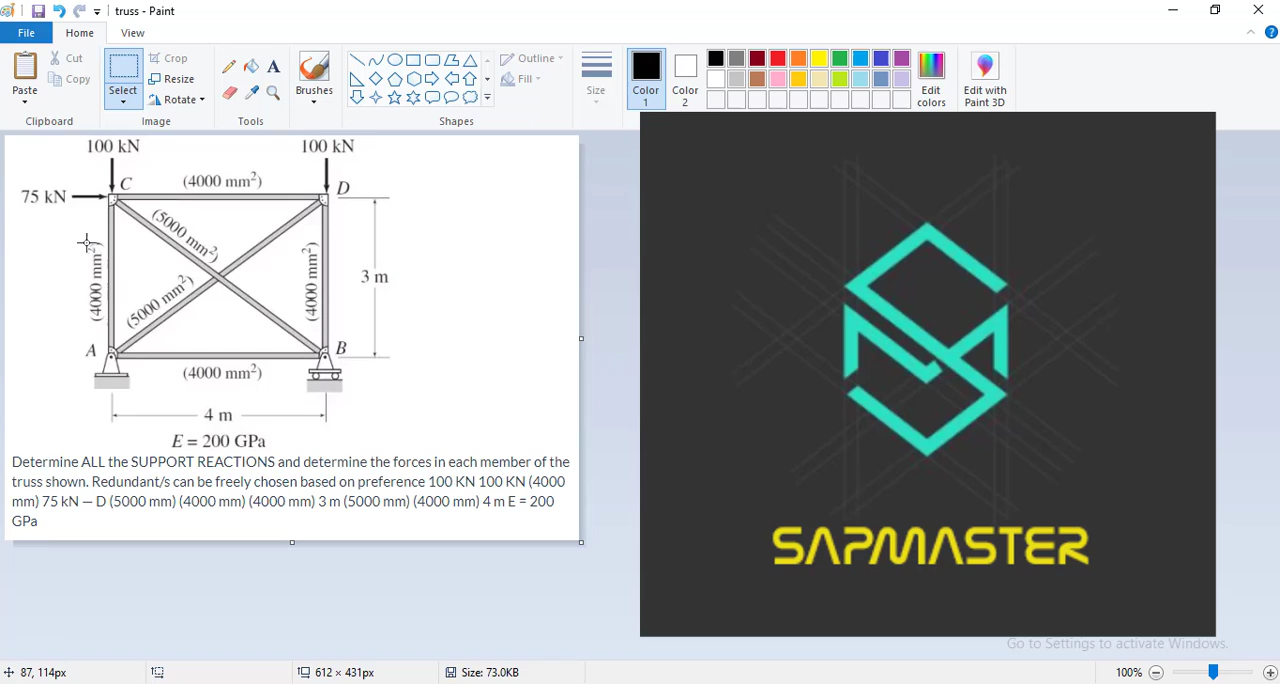 truss - Paint
File
Home
View
Paste
Cut
Copy
Clipboard
Select
Crop
Resize
Rotate
Image
A
Tools
Brushes
Outline
Fill
Shapes
Size
Color 1
Color 2
Edit colors
Edit with Paint 3D
Colors
100 kN
100 kN
C
(4000 mm²)
D
75 kN
(5000 mm²)
(4000 mm²)
(4000 mm²)
(5000 mm²)
3 m
A
B
(4000 mm²)
4 m
E = 200 GPa
Determine ALL the SUPPORT REACTIONS and determine the forces in each member of the
truss shown. Redundant/s can be freely chosen based on preference 100 KN 100 KN (4000
mm) 75 kN — D (5000 mm) (4000 mm) (4000 mm) 3 m (5000 mm) (4000 mm) 4 m E = 200
GPa
SAPMASTER
Go to Settings to activate Windows.
87, 114px
612 × 431px
Size: 73.0KB
100%